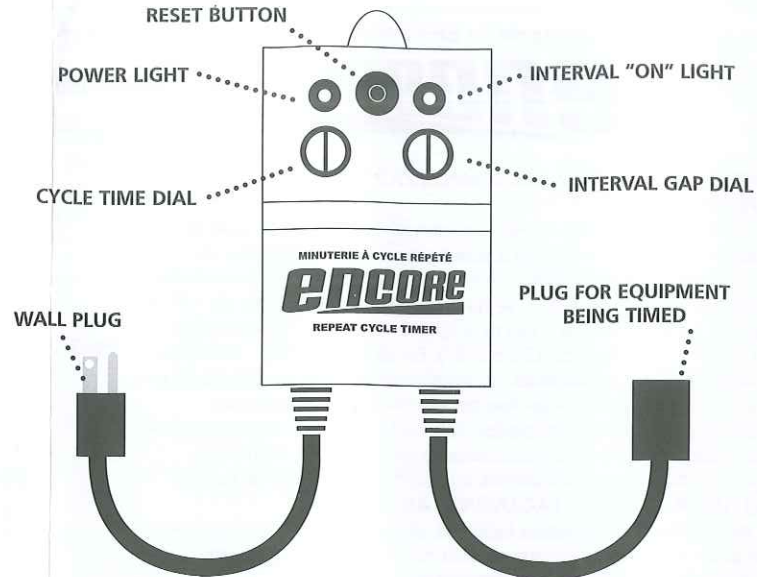 RESET BUTTON
POWER LIGHT
INTERVAL "ON" LIGHT
CYCLE TIME DIAL
INTERVAL GAP DIAL
MINUTERIE À CYCLE RÉPÉTÉ
encore
REPEAT CYCLE TIMER
WALL PLUG
PLUG FOR EQUIPMENT
BEING TIMED